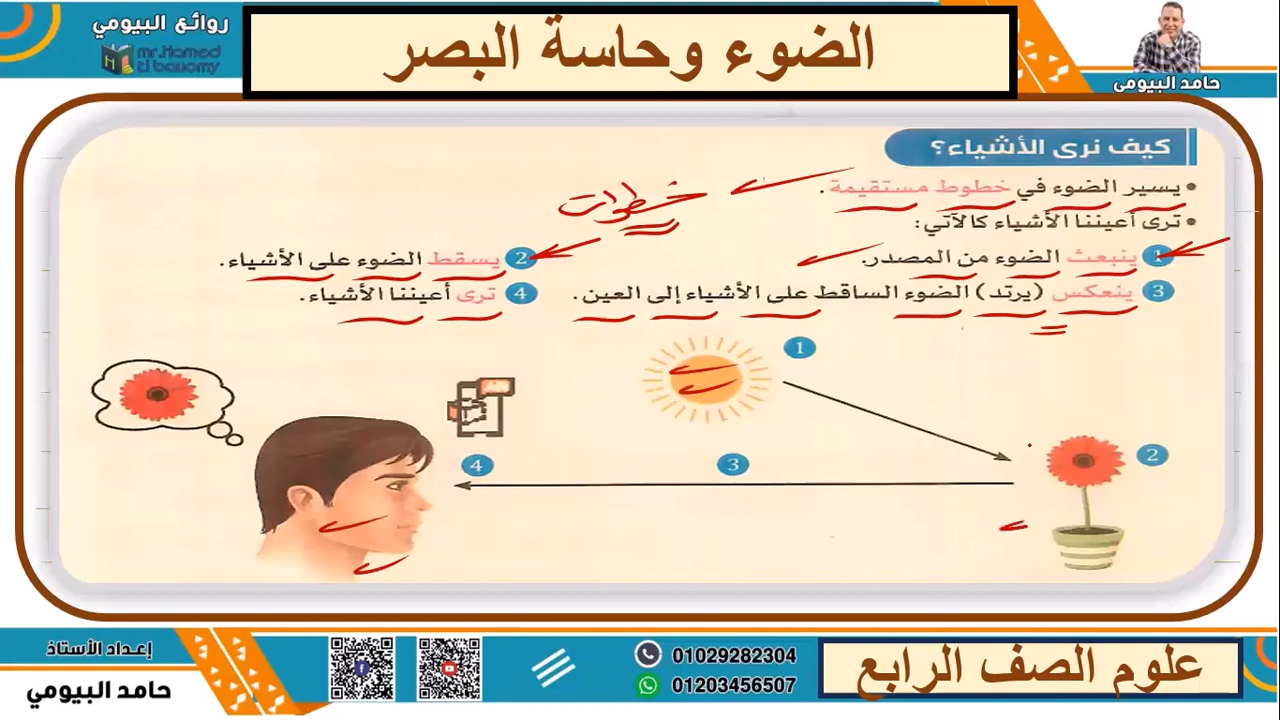 روائع البيومي
mr.Hamed
El bauomy
الضوء وحاسة البصر
حامد البيومى
كيف نرى الأشياء؟
• يسير الضوء في خطوط مستقيمة.
خطوات
• ترى أعيننا الأشياء كالآتي:
1 ينبعث الضوء من المصدر.
2 يسقط الضوء على الأشياء.
3 ينعكس (يرتد) الضوء الساقط على الأشياء إلى العين.
4 ترى أعيننا الأشياء.
1
2
3
4
إعداد الأستاذ
حامد البيومي
01029282304
01203456507
علوم الصف الرابع